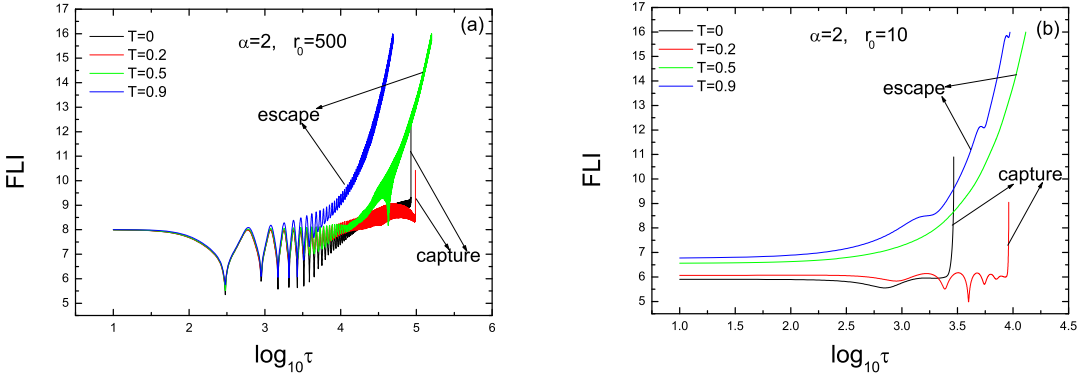 17
16
15
14
13
12
11
10
9
8
7
6
5
FLI
T=0
T=0.2
T=0.5
T=0.9
α=2, r₀=500
(a)
escape
capture
1
2
3
4
5
6
log₁₀τ
17
16
15
14
13
12
11
10
9
8
7
6
5
FLI
T=0
T=0.2
T=0.5
T=0.9
α=2, r₀=10
(b)
escape
capture
1.0
1.5
2.0
2.5
3.0
3.5
4.0
4.5
log₁₀τ